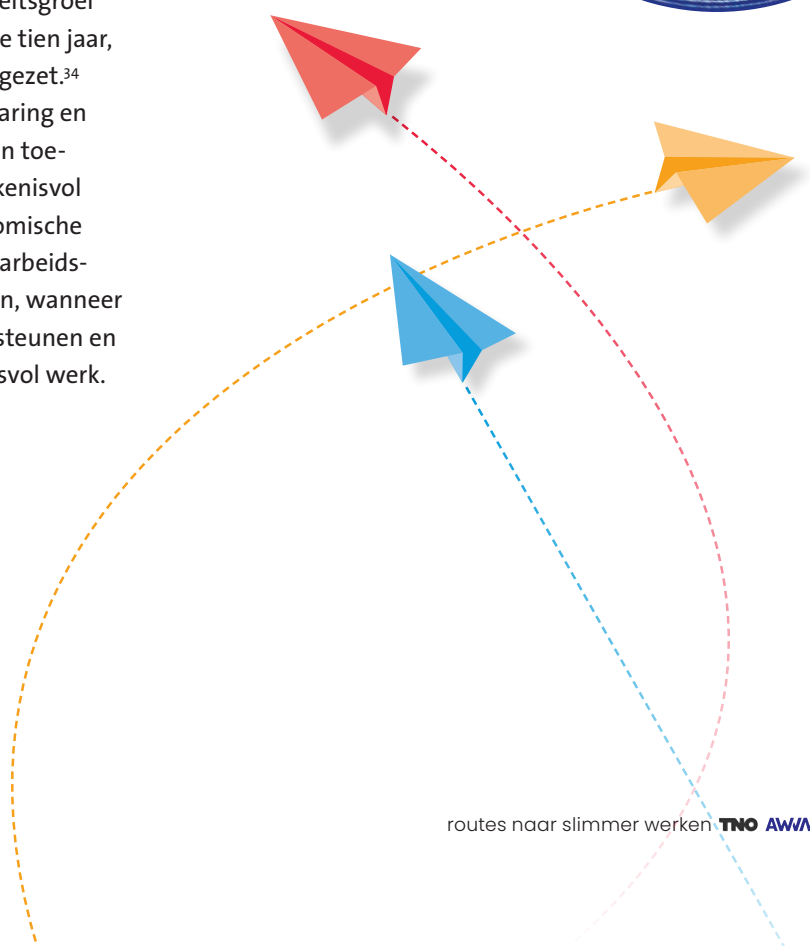 eitsgroei
e tien jaar,
gezet.³⁴
aring en
n toe-
kenisvol
omische
arbeids-
n, wanneer
steunen en
svol werk.
routes naar slimmer werken TNO AWVN